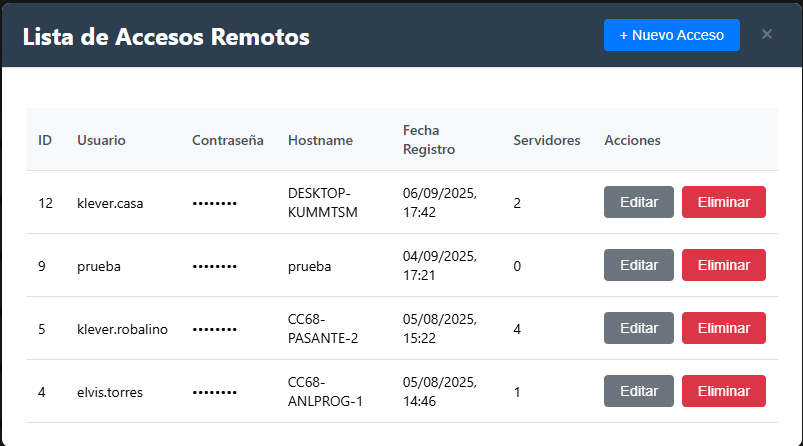 Lista de Accesos Remotos
+ Nuevo Acceso
×
ID Usuario Contraseña Hostname Fecha Registro Servidores Acciones
12 klever.casa •••••••• DESKTOP-KUMMTSM 06/09/2025, 17:42 2 Editar Eliminar
9 prueba •••••••• prueba 04/09/2025, 17:21 0 Editar Eliminar
5 klever.robalino •••••••• CC68-PASANTE-2 05/08/2025, 15:22 4 Editar Eliminar
4 elvis.torres •••••••• CC68-ANLPROG-1 05/08/2025, 14:46 1 Editar Eliminar